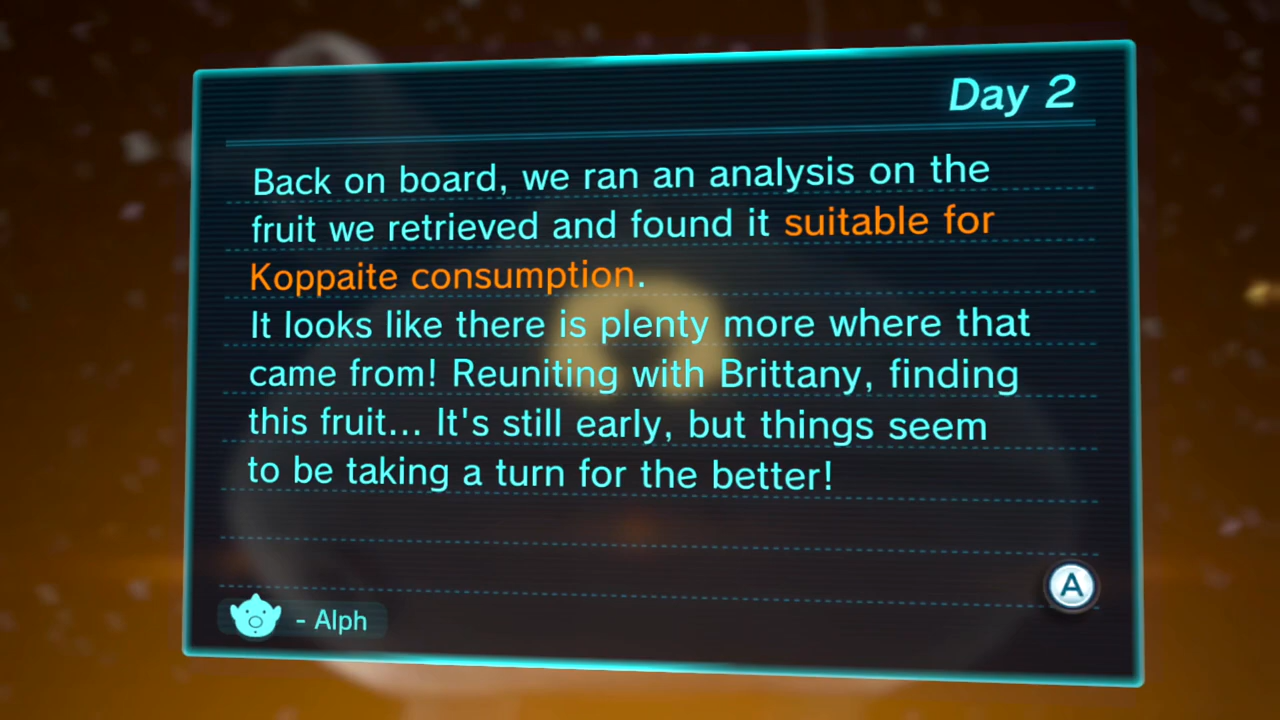 Day 2
Back on board, we ran an analysis on the
fruit we retrieved and found it suitable for
Koppaite consumption.
It looks like there is plenty more where that
came from! Reuniting with Brittany, finding
this fruit... It's still early, but things seem
to be taking a turn for the better!
A
- Alph